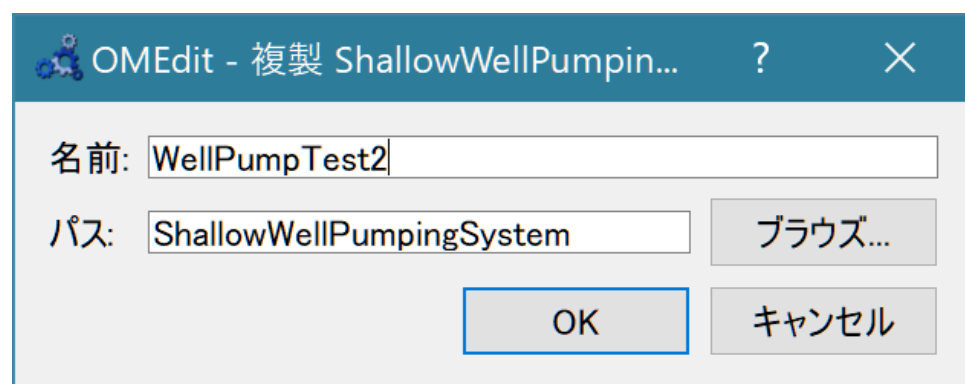 OMEdit - 複製 ShallowWellPumpin... ? ×
名前: WellPumpTest2
パス: ShallowWellPumpingSystem ブラウズ...
OK キャンセル